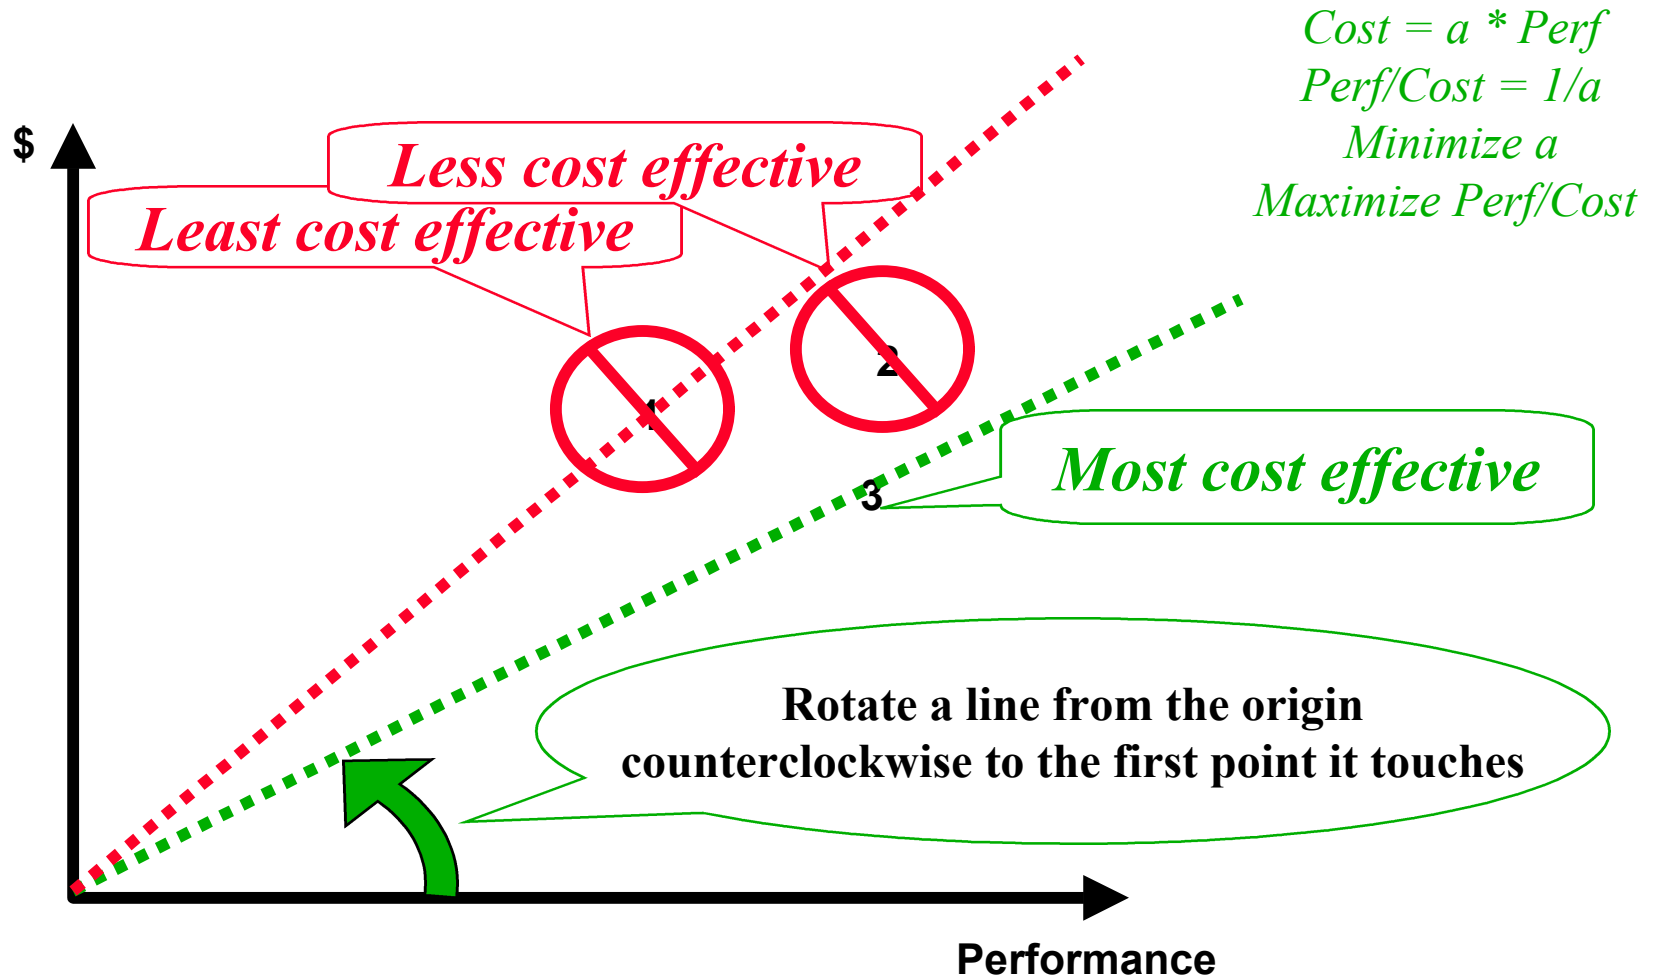 Cost = a * Perf
Perf/Cost = 1/a
Minimize a
Maximize Perf/Cost
$
Less cost effective
Least cost effective
2
1
Most cost effective
3
Rotate a line from the origin
counterclockwise to the first point it touches
Performance